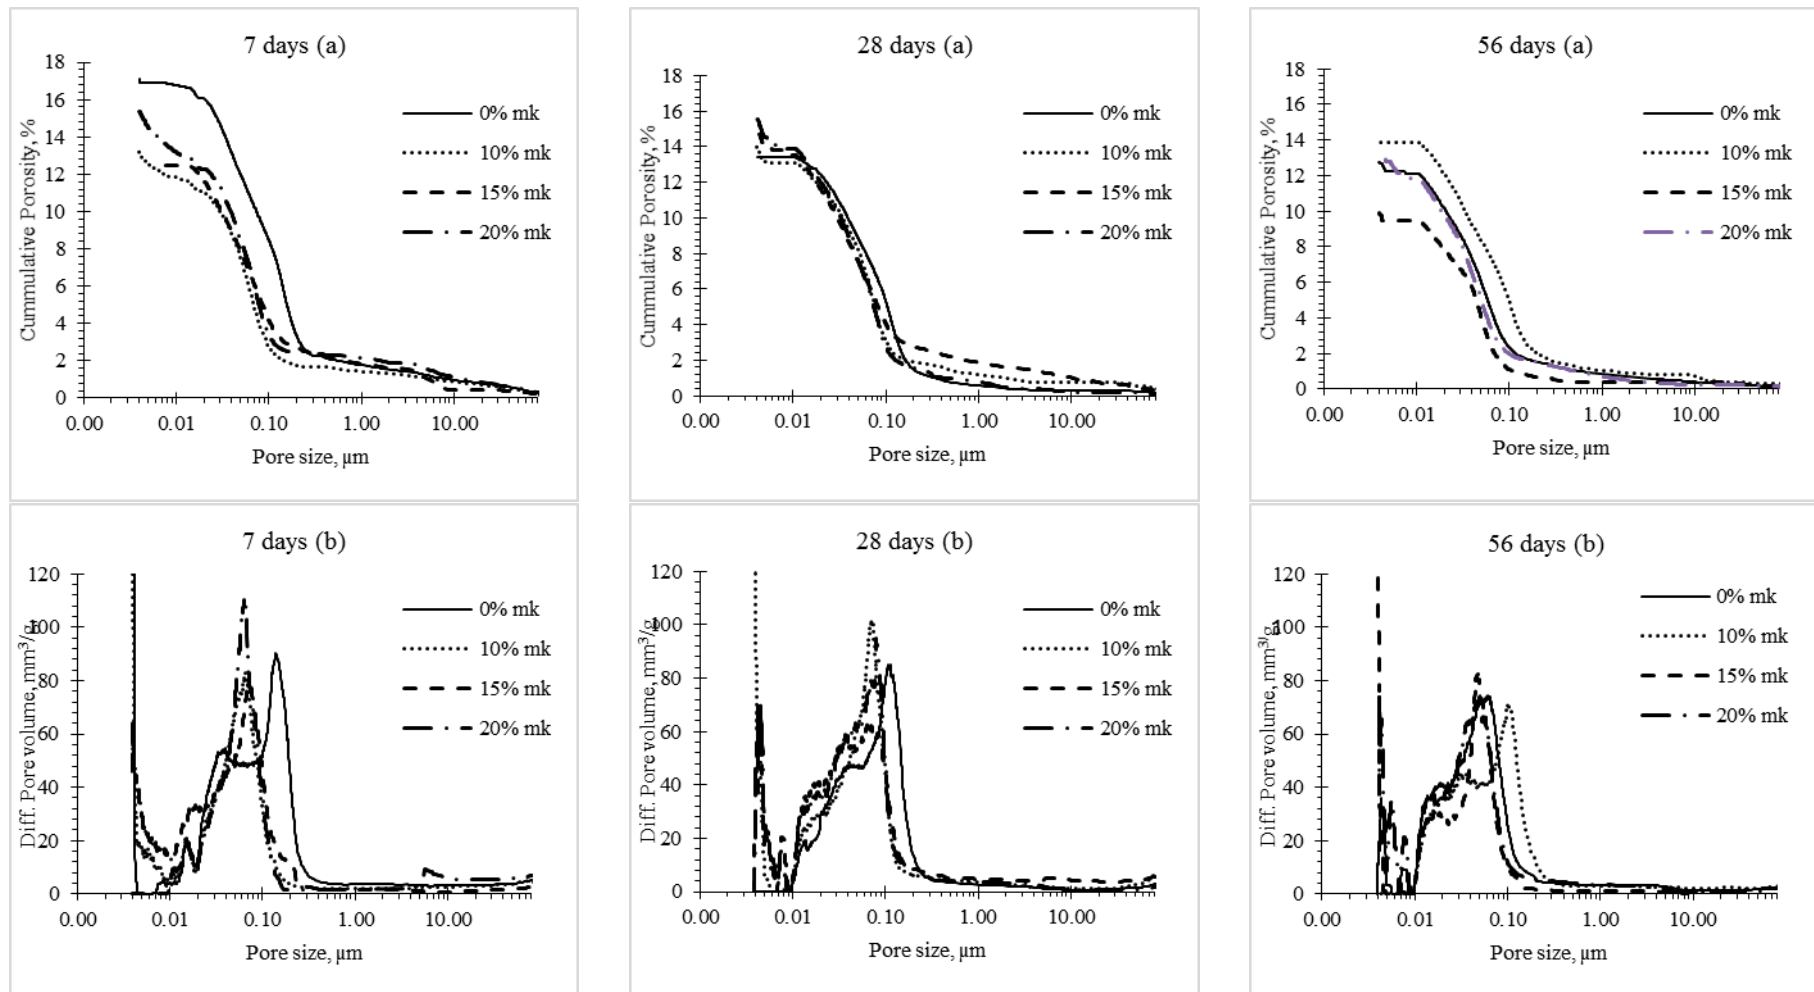 7 days (a)
18
16
14
12
10
8
6
4
2
0
Cummulative Porosity, %
0% mk
10% mk
15% mk
20% mk
0.00
0.01
0.10
1.00
10.00
Pore size, µm
28 days (a)
18
16
14
12
10
8
6
4
2
0
Cummulative Porosity, %
0% mk
10% mk
15% mk
20% mk
0.00
0.01
0.10
1.00
10.00
Pore size, µm
56 days (a)
18
16
14
12
10
8
6
4
2
0
Cummulative Porosity, %
0% mk
10% mk
15% mk
20% mk
0.00
0.01
0.10
1.00
10.00
Pore size, µm
7 days (b)
120
100
80
60
40
20
0
Diff. Pore volume, mm³/g
0% mk
10% mk
15% mk
20% mk
0.00
0.01
0.10
1.00
10.00
Pore size, µm
28 days (b)
120
100
80
60
40
20
0
Diff. Pore volume, mm³/g
0% mk
10% mk
15% mk
20% mk
0.00
0.01
0.10
1.00
10.00
Pore size, µm
56 days (b)
120
100
80
60
40
20
0
Diff. Pore volume, mm³/g
0% mk
10% mk
15% mk
20% mk
0.00
0.01
0.10
1.00
10.00
Pore size, µm